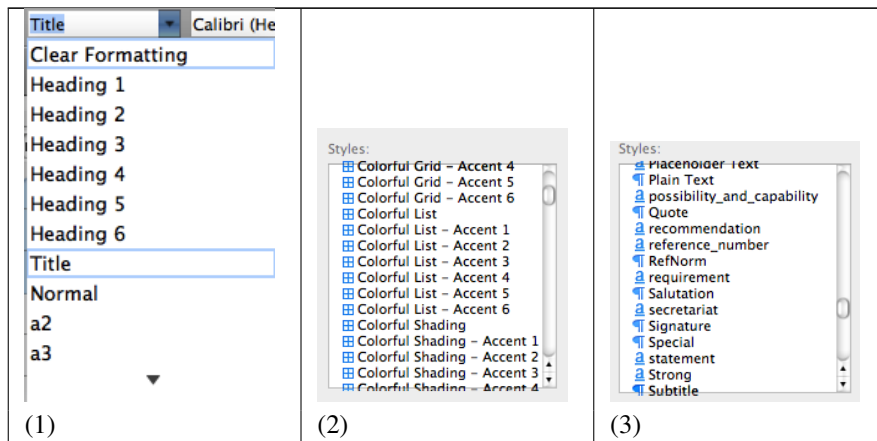 Title
Calibri (He
Clear Formatting
Heading 1
Heading 2
Heading 3
Heading 4
Heading 5
Heading 6
Title
Normal
a2
a3
(1)
Styles:
Colorful Grid – Accent 4
Colorful Grid – Accent 5
Colorful Grid – Accent 6
Colorful List
Colorful List – Accent 1
Colorful List – Accent 2
Colorful List – Accent 3
Colorful List – Accent 4
Colorful List – Accent 5
Colorful List – Accent 6
Colorful Shading
Colorful Shading – Accent 1
Colorful Shading – Accent 2
Colorful Shading – Accent 3
Colorful Shading – Accent 4
(2)
Styles:
a Placeholder Text
¶ Plain Text
a possibility_and_capability
¶ Quote
a recommendation
a reference_number
¶ RefNorm
a requirement
¶ Salutation
a secretariat
¶ Signature
¶ Special
a statement
a Strong
¶ Subtitle
(3)